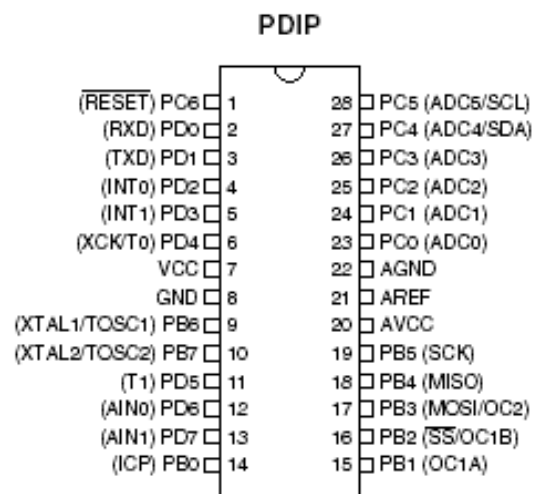 PDIP
(RESET) PC6 1 28 PC5 (ADC5/SCL)
(RXD) PD0 2 27 PC4 (ADC4/SDA)
(TXD) PD1 3 26 PC3 (ADC3)
(INT0) PD2 4 25 PC2 (ADC2)
(INT1) PD3 5 24 PC1 (ADC1)
(XCK/T0) PD4 6 23 PC0 (ADC0)
VCC 7 22 AGND
GND 8 21 AREF
(XTAL1/TOSC1) PB6 9 20 AVCC
(XTAL2/TOSC2) PB7 10 19 PB5 (SCK)
(T1) PD5 11 18 PB4 (MISO)
(AIN0) PD6 12 17 PB3 (MOSI/OC2)
(AIN1) PD7 13 16 PB2 (SS/OC1B)
(ICP) PB0 14 15 PB1 (OC1A)